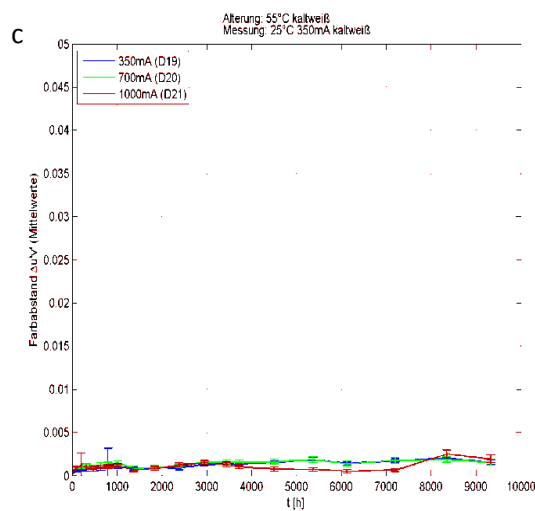 Alterung: 55°C kaltweiß
Messung: 25°C 350mA kaltweiß
C
05
0.045
0.04
0.035
0.03
0.025
0.02
0.015
0.01
0.005
0
350mA (D19)
700mA (D20)
1000mA (D21)
Farbabstand Δu'v' (Mittelwerte)
0 1000 2000 3000 4000 5000 6000 7000 8000 9000 10000
t [h]